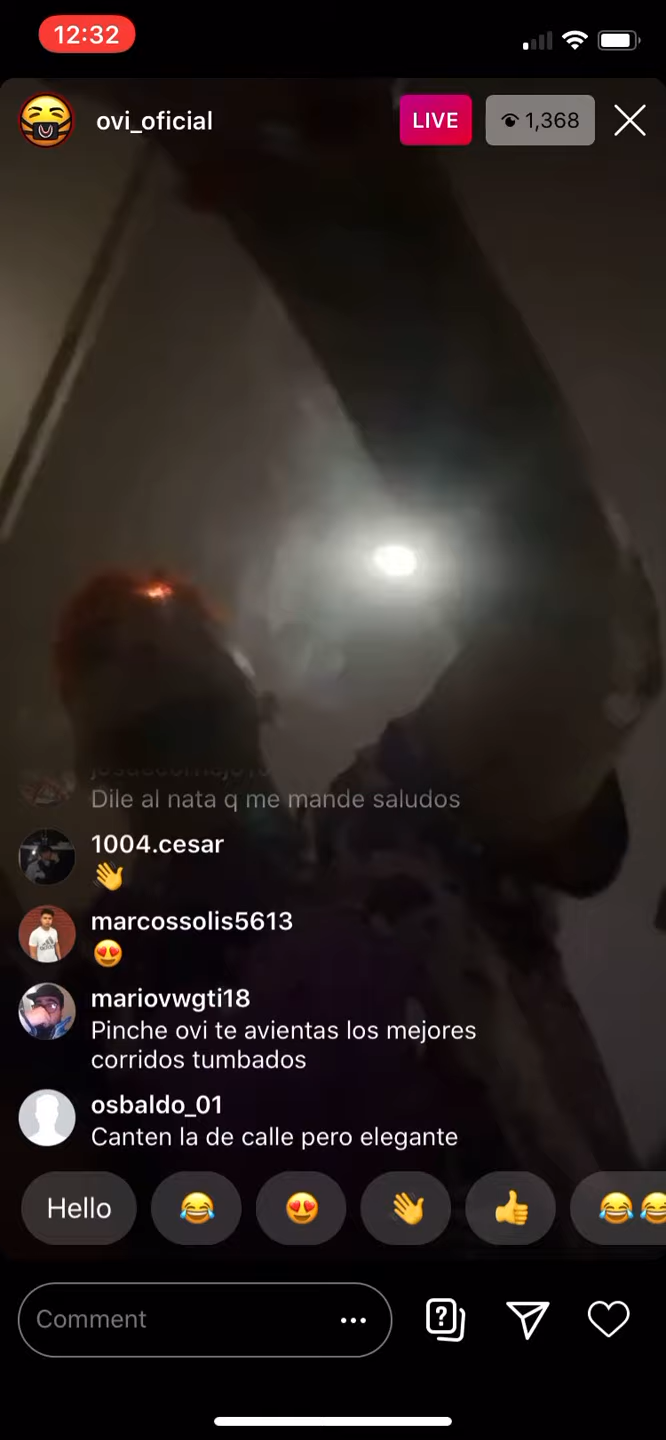 12:32
ovi_oficial
LIVE
1,368
Dile al nata q me mande saludos
1004.cesar
👋
marcossolis5613
😍
mariovwgti18
Pinche ovi te avientas los mejores
corridos tumbados
osbaldo_01
Canten la de calle pero elegante
Hello 😂 😍 👋 👍 😂😂
Comment